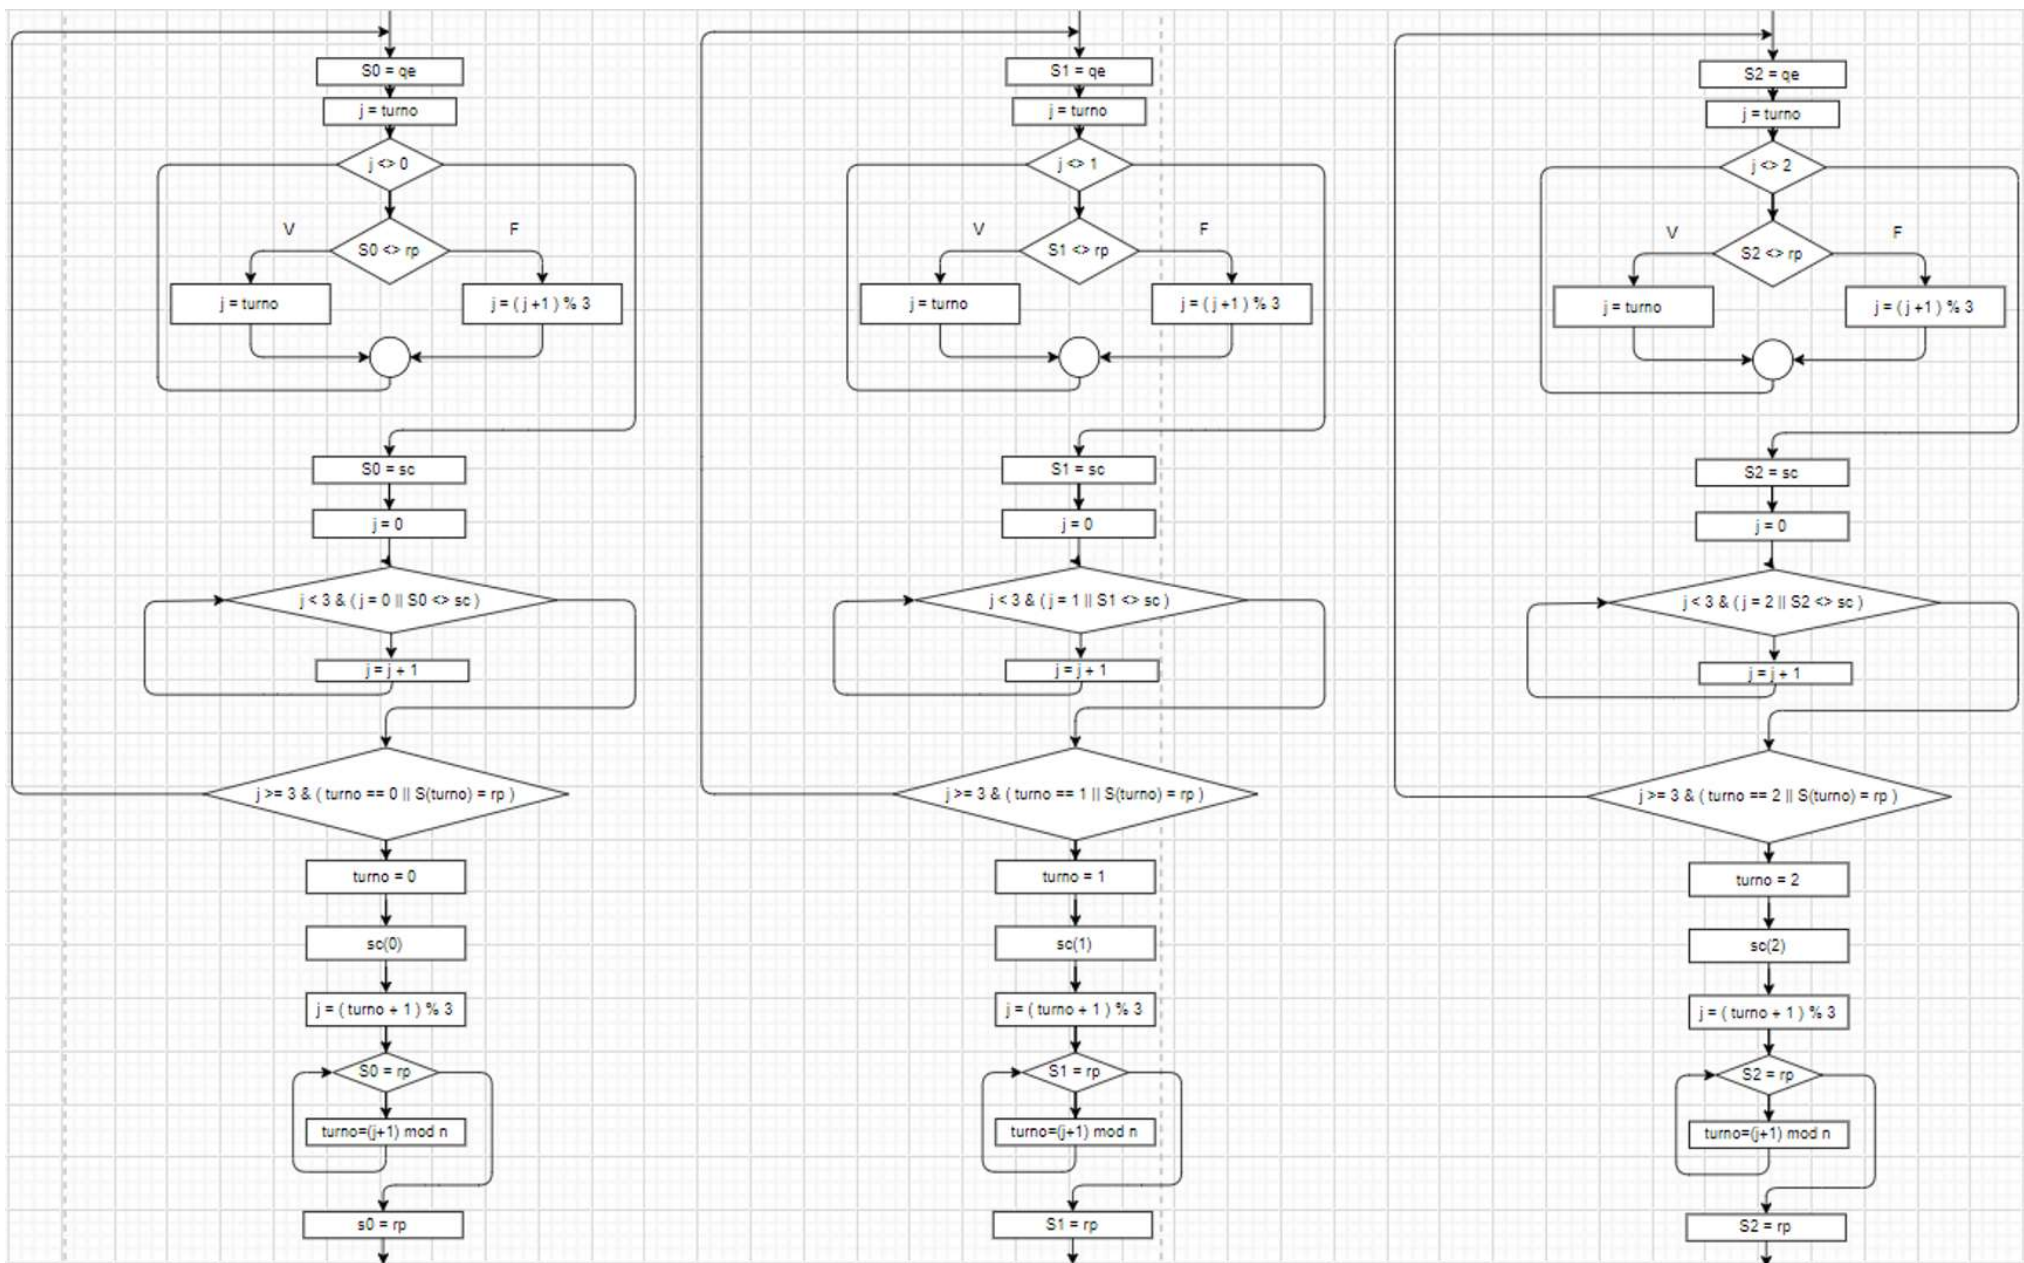 S0 = qe
j = turno
j <> 0
V
F
S0 <> rp
j = turno
j = ( j +1 ) % 3
S0 = sc
j = 0
j < 3 & ( j = 0 || S0 <> sc )
j = j + 1
j >= 3 & ( turno == 0 || S(turno) = rp )
turno = 0
sc(0)
j = ( turno + 1 ) % 3
S0 = rp
turno=(j+1) mod n
s0 = rp
S1 = qe
j = turno
j <> 1
V
F
S1 <> rp
j = turno
j = ( j +1 ) % 3
S1 = sc
j = 0
j < 3 & ( j = 1 || S1 <> sc )
j = j + 1
j >= 3 & ( turno == 1 || S(turno) = rp )
turno = 1
sc(1)
j = ( turno + 1 ) % 3
S1 = rp
turno=(j+1) mod n
S1 = rp
S2 = qe
j = turno
j <> 2
V
F
S2 <> rp
j = turno
j = ( j +1 ) % 3
S2 = sc
j = 0
j < 3 & ( j = 2 || S2 <> sc )
j = j + 1
j >= 3 & ( turno == 2 || S(turno) = rp )
turno = 2
sc(2)
j = ( turno + 1 ) % 3
S2 = rp
turno=(j+1) mod n
S2 = rp